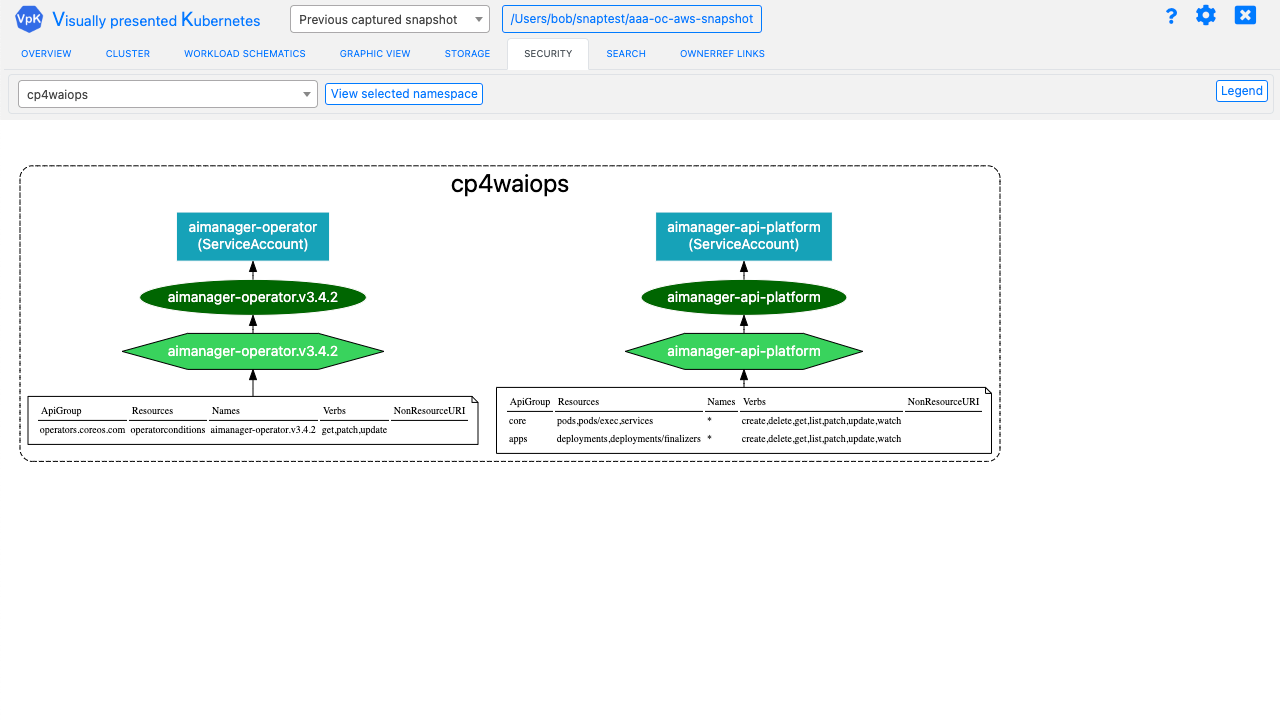 VpK Visually presented Kubernetes
Previous captured snapshot
/Users/bob/snaptest/aaa-oc-aws-snapshot
?
OVERVIEW CLUSTER WORKLOAD SCHEMATICS GRAPHIC VIEW STORAGE SECURITY SEARCH OWNERREF LINKS
cp4waiops
View selected namespace
Legend
cp4waiops
aimanager-operator
(ServiceAccount)
aimanager-operator.v3.4.2
aimanager-operator.v3.4.2
ApiGroup Resources Names Verbs NonResourceURI
operators.coreos.com operatorconditions aimanager-operator.v3.4.2 get,patch,update
aimanager-api-platform
(ServiceAccount)
aimanager-api-platform
aimanager-api-platform
ApiGroup Resources Names Verbs NonResourceURI
core pods,pods/exec,services * create,delete,get,list,patch,update,watch
apps deployments,deployments/finalizers * create,delete,get,list,patch,update,watch